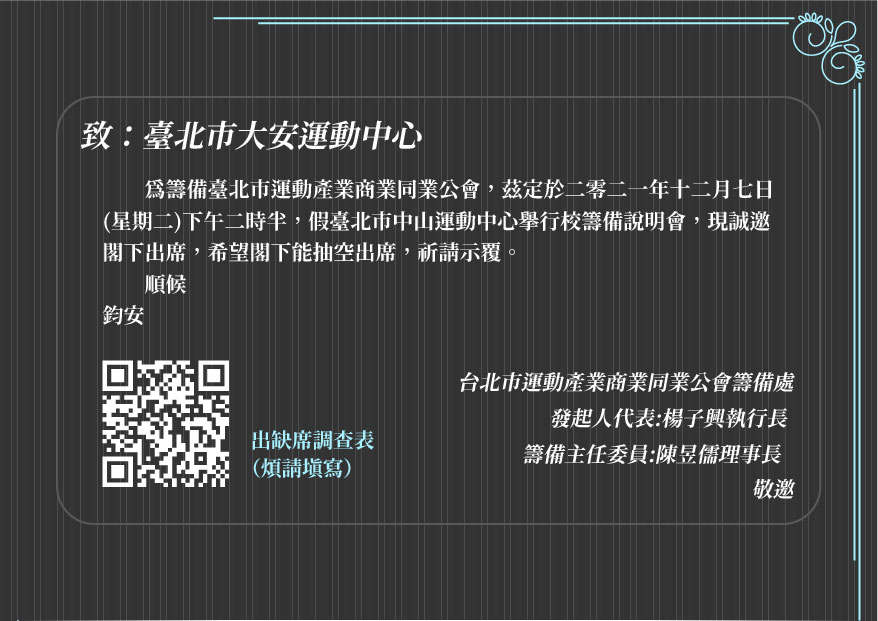 致：臺北市大安運動中心
為籌備臺北市運動產業商業同業公會，茲定於二零二一年十二月七日
(星期二)下午二時半，假臺北市中山運動中心舉行校籌備說明會，現誠邀
閣下出席，希望閣下能抽空出席，祈請示覆。
順候
鈞安
台北市運動產業商業同業公會籌備處
發起人代表:楊子興執行長
籌備主任委員:陳昱儒理事長
敬邀
出缺席調查表
（煩請填寫）